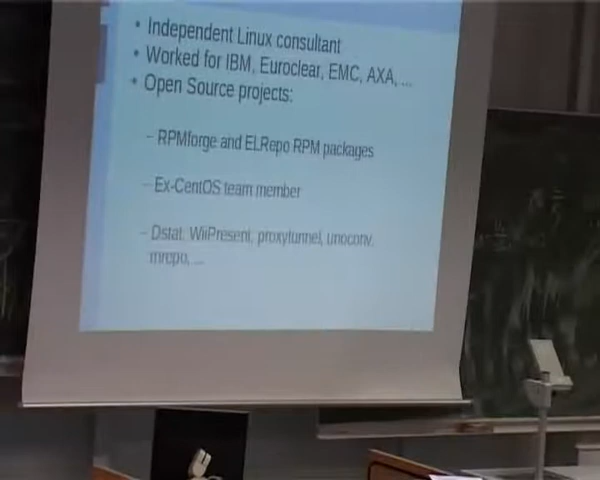 • Independent Linux consultant
• Worked for IBM, Euroclear, EMC, AXA, ...
• Open Source projects:
– RPMforge and ELRepo RPM packages
– Ex-CentOS team member
– Dstat, WiiPresent, proxytunnel, unoconv,
mrepo, ...